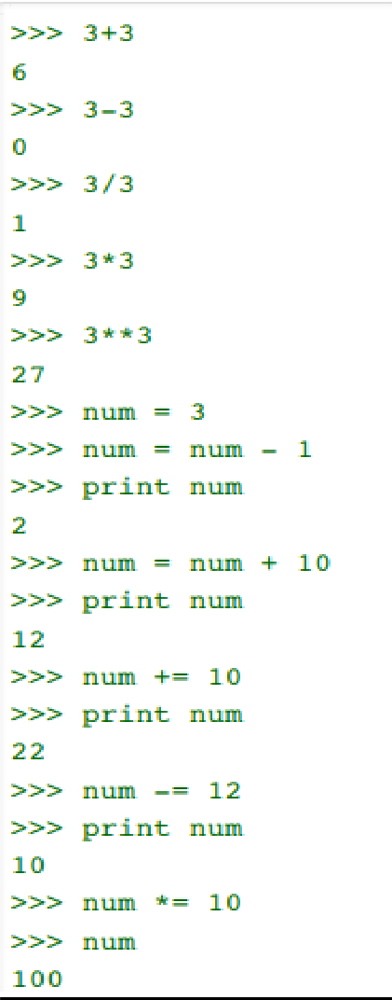 >>> 3+3
6
>>> 3-3
0
>>> 3/3
1
>>> 3*3
9
>>> 3**3
27
>>> num = 3
>>> num = num - 1
>>> print num
2
>>> num = num + 10
>>> print num
12
>>> num += 10
>>> print num
22
>>> num -= 12
>>> print num
10
>>> num *= 10
>>> num
100